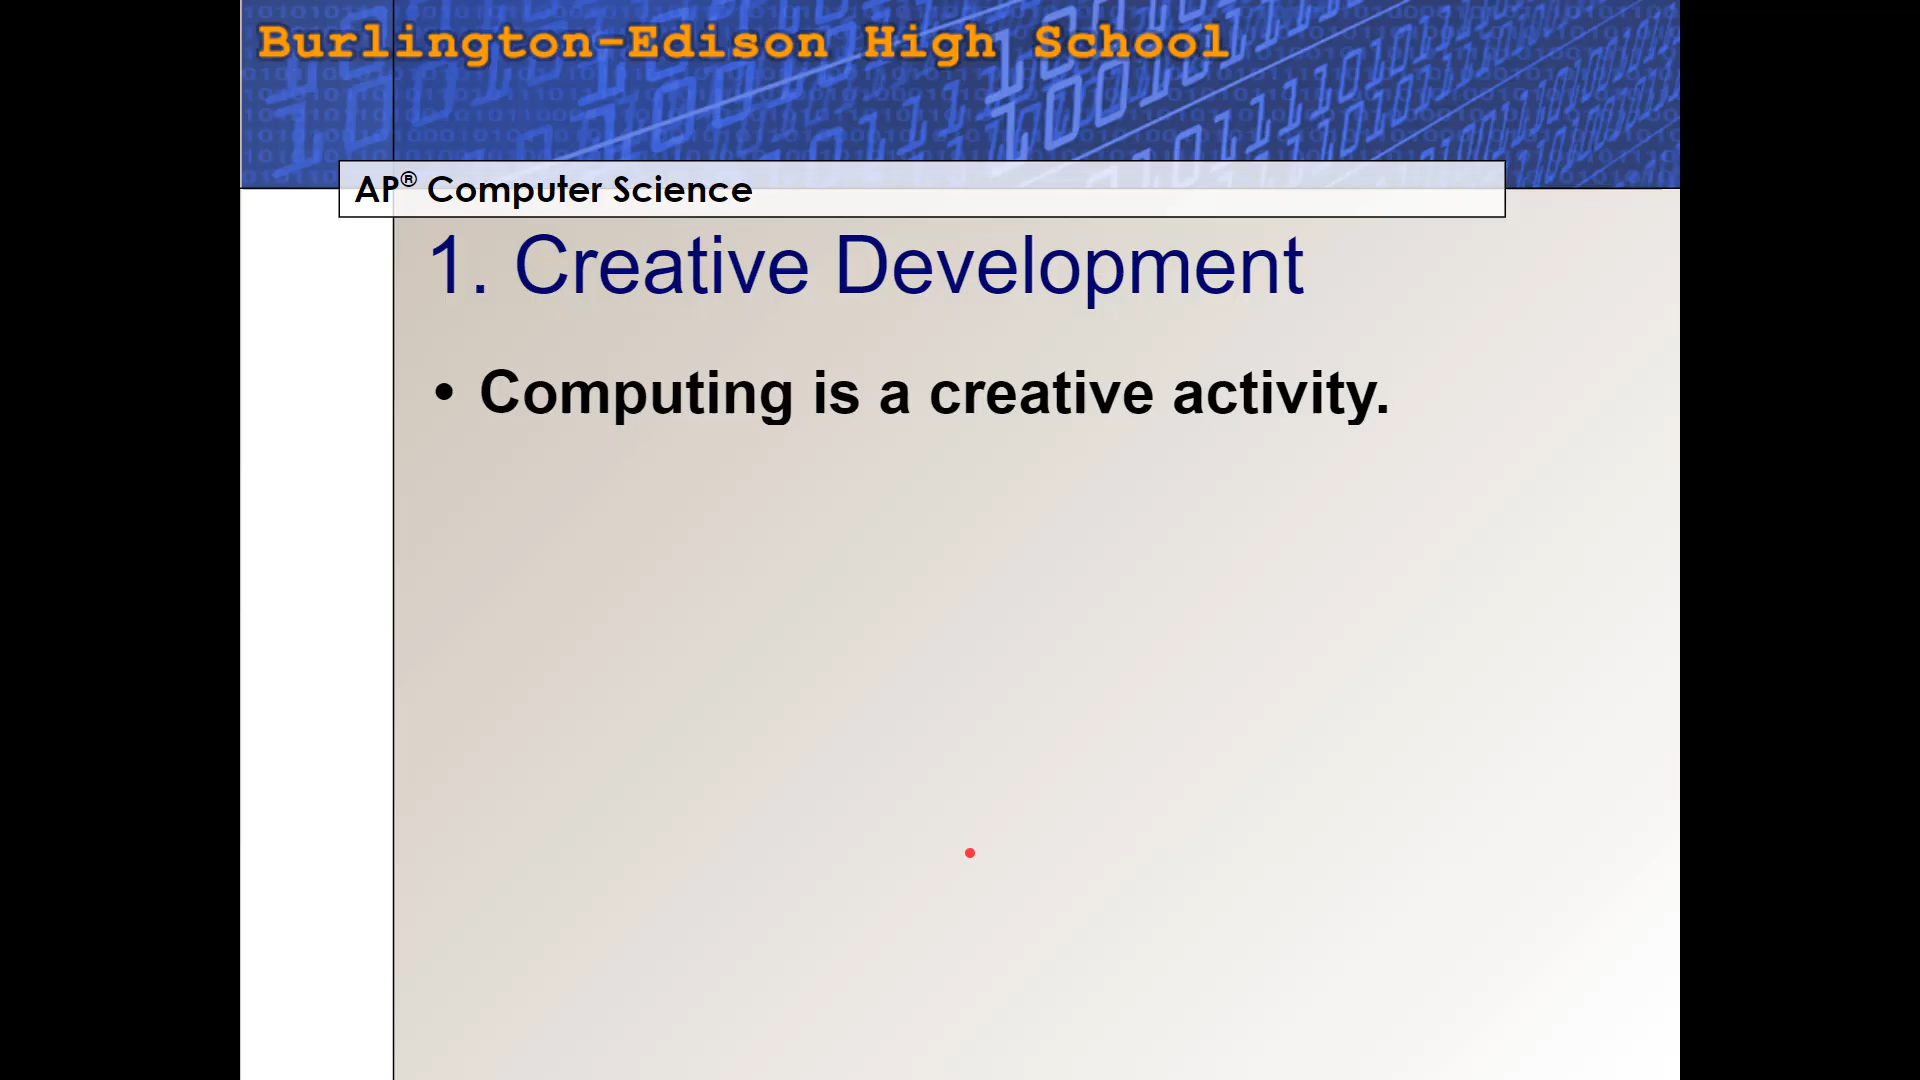 Burlington-Edison High School
AP® Computer Science
1. Creative Development
• Computing is a creative activity.